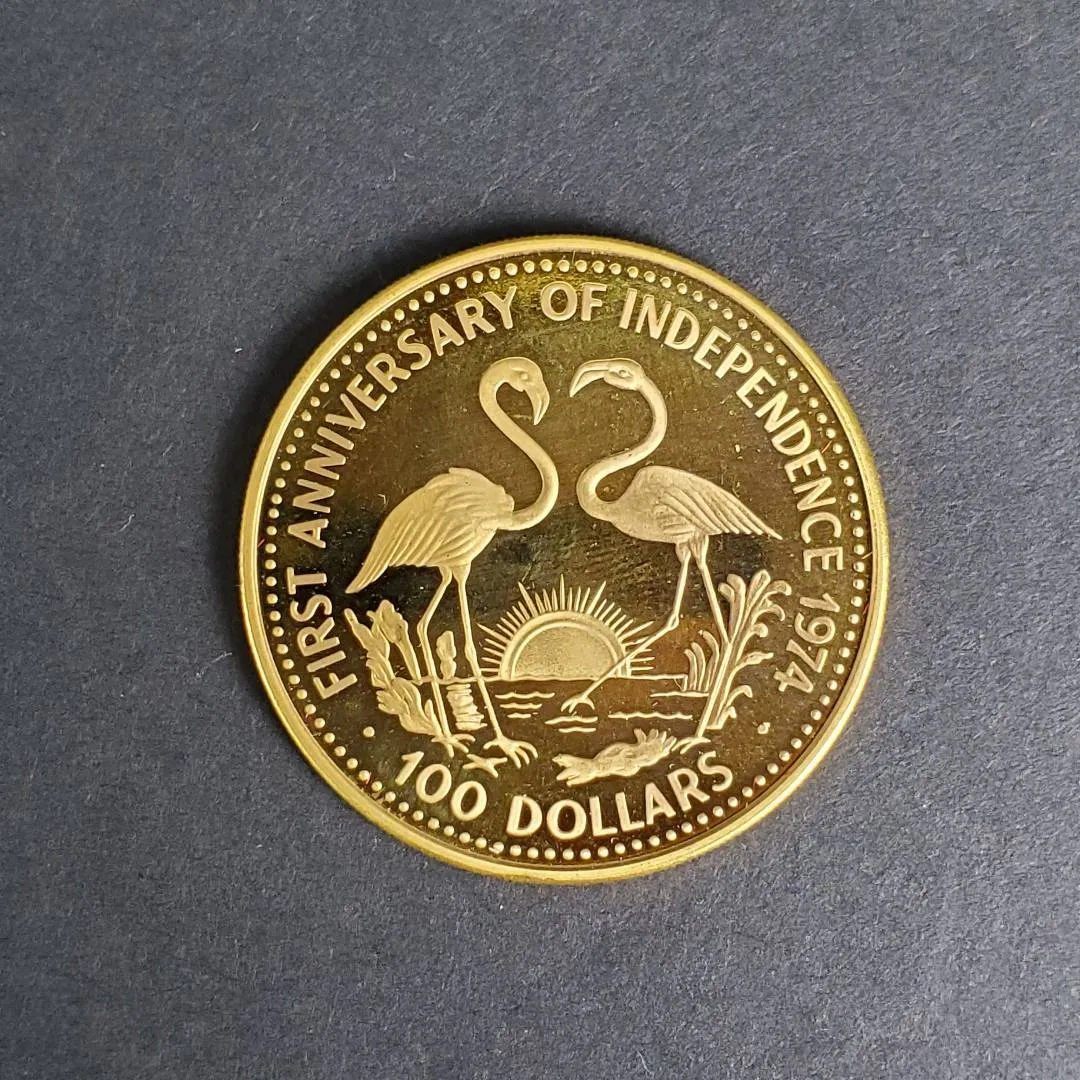 FIRST ANNIVERSARY OF INDEPENDENCE 1974
100 DOLLARS